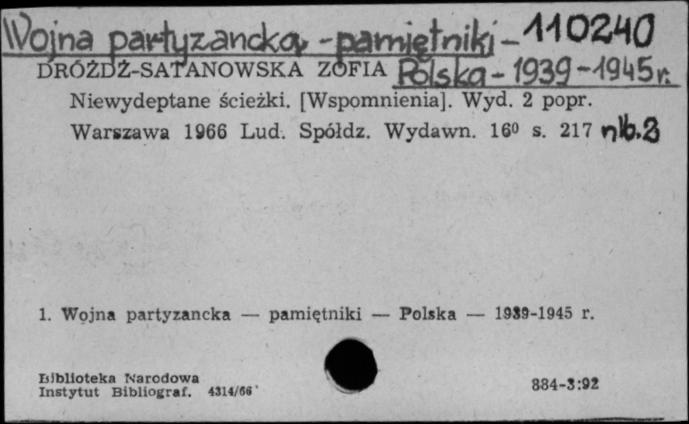 Wojna partyzancka, - pamiętniki - 110240
DRÓŻDŻ-SATANOWSKA ZOFIA Polska - 1939-1945 r.
Niewydeptane ścieżki. [Wspomnienia]. Wyd. 2 popr.
Warszawa 1966 Lud. Spółdz. Wydawn. 16⁰ s. 217 nlb. 3
1. Wojna partyzancka — pamiętniki — Polska — 1939-1945 r.
Biblioteka Narodowa
Instytut Bibliograf. 4314/66
884-3:92